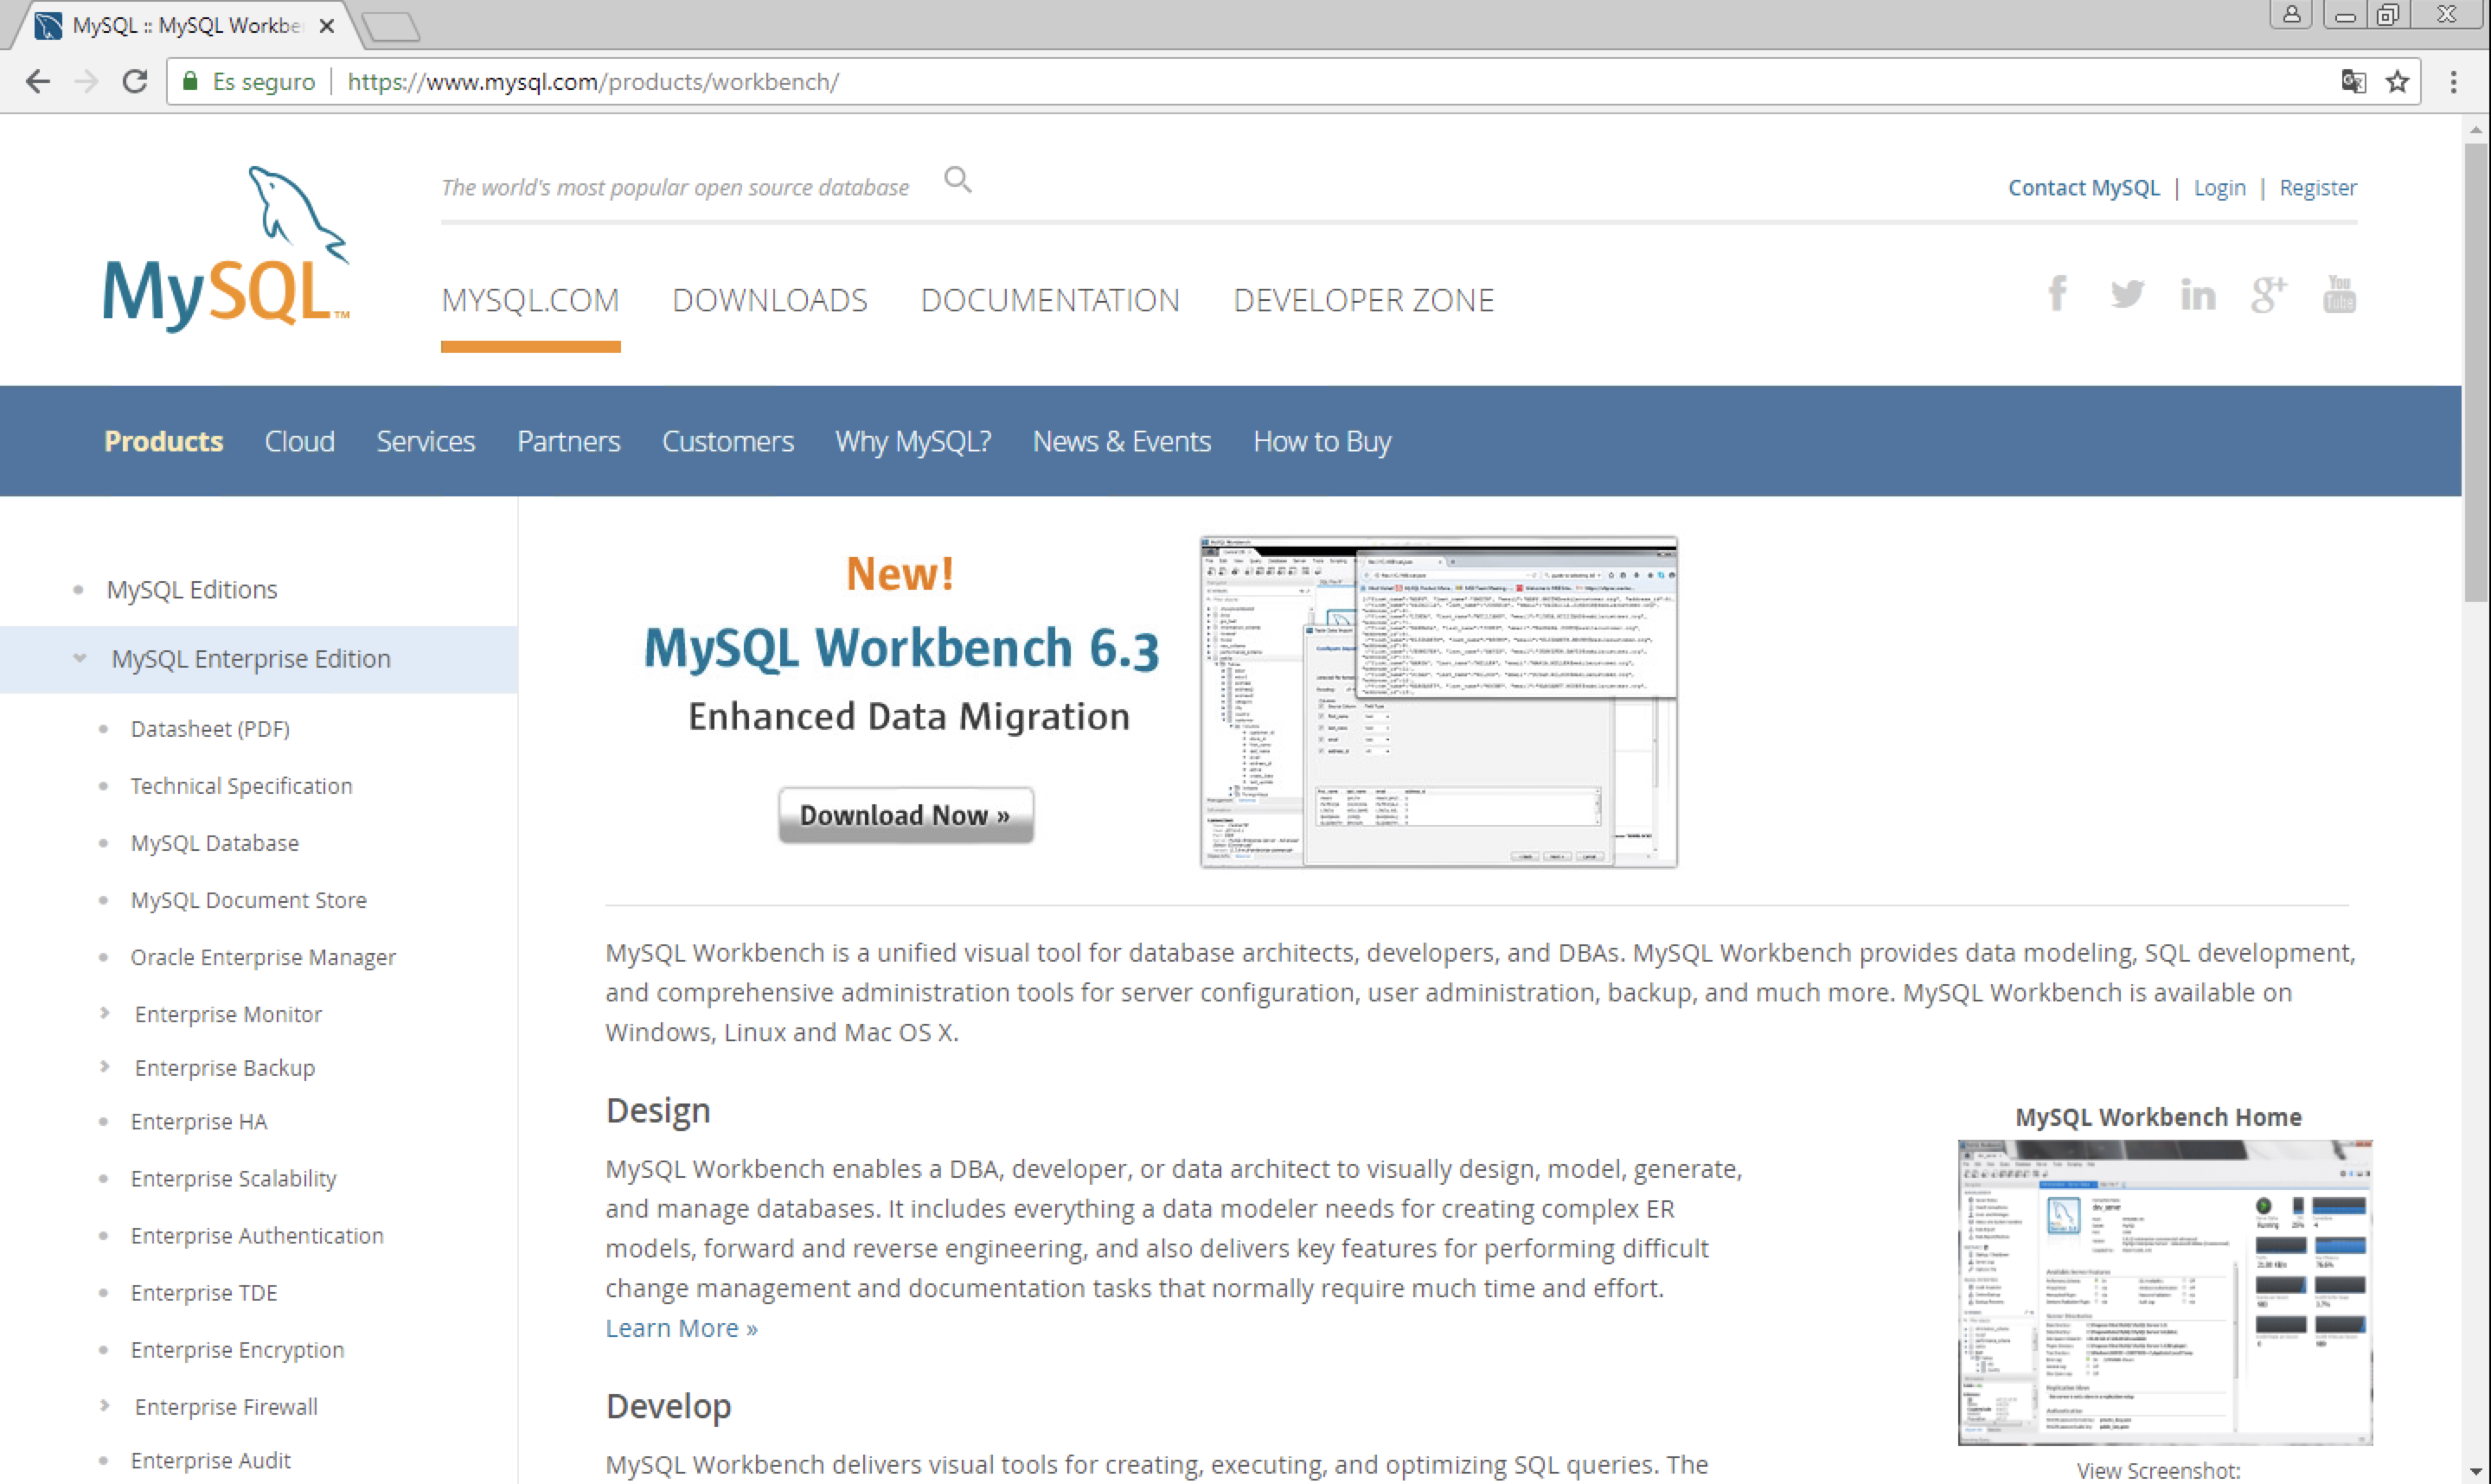 MySQL :: MySQL Workbe
Es seguro
https://www.mysql.com/products/workbench/
MySQL™
The world's most popular open source database
Contact MySQL | Login | Register
MYSQL.COM DOWNLOADS DOCUMENTATION DEVELOPER ZONE
f in g+ You Tube
Products Cloud Services Partners Customers Why MySQL? News & Events How to Buy
MySQL Editions
MySQL Enterprise Edition
Datasheet (PDF)
Technical Specification
MySQL Database
MySQL Document Store
Oracle Enterprise Manager
Enterprise Monitor
Enterprise Backup
Enterprise HA
Enterprise Scalability
Enterprise Authentication
Enterprise TDE
Enterprise Encryption
Enterprise Firewall
Enterprise Audit
New!
MySQL Workbench 6.3
Enhanced Data Migration
Download Now »
MySQL Workbench is a unified visual tool for database architects, developers, and DBAs. MySQL Workbench provides data modeling, SQL development,
and comprehensive administration tools for server configuration, user administration, backup, and much more. MySQL Workbench is available on
Windows, Linux and Mac OS X.
Design
MySQL Workbench enables a DBA, developer, or data architect to visually design, model, generate,
and manage databases. It includes everything a data modeler needs for creating complex ER
models, forward and reverse engineering, and also delivers key features for performing difficult
change management and documentation tasks that normally require much time and effort.
Learn More »
Develop
MySQL Workbench delivers visual tools for creating, executing, and optimizing SQL queries. The
MySQL Workbench Home
View Screenshot: